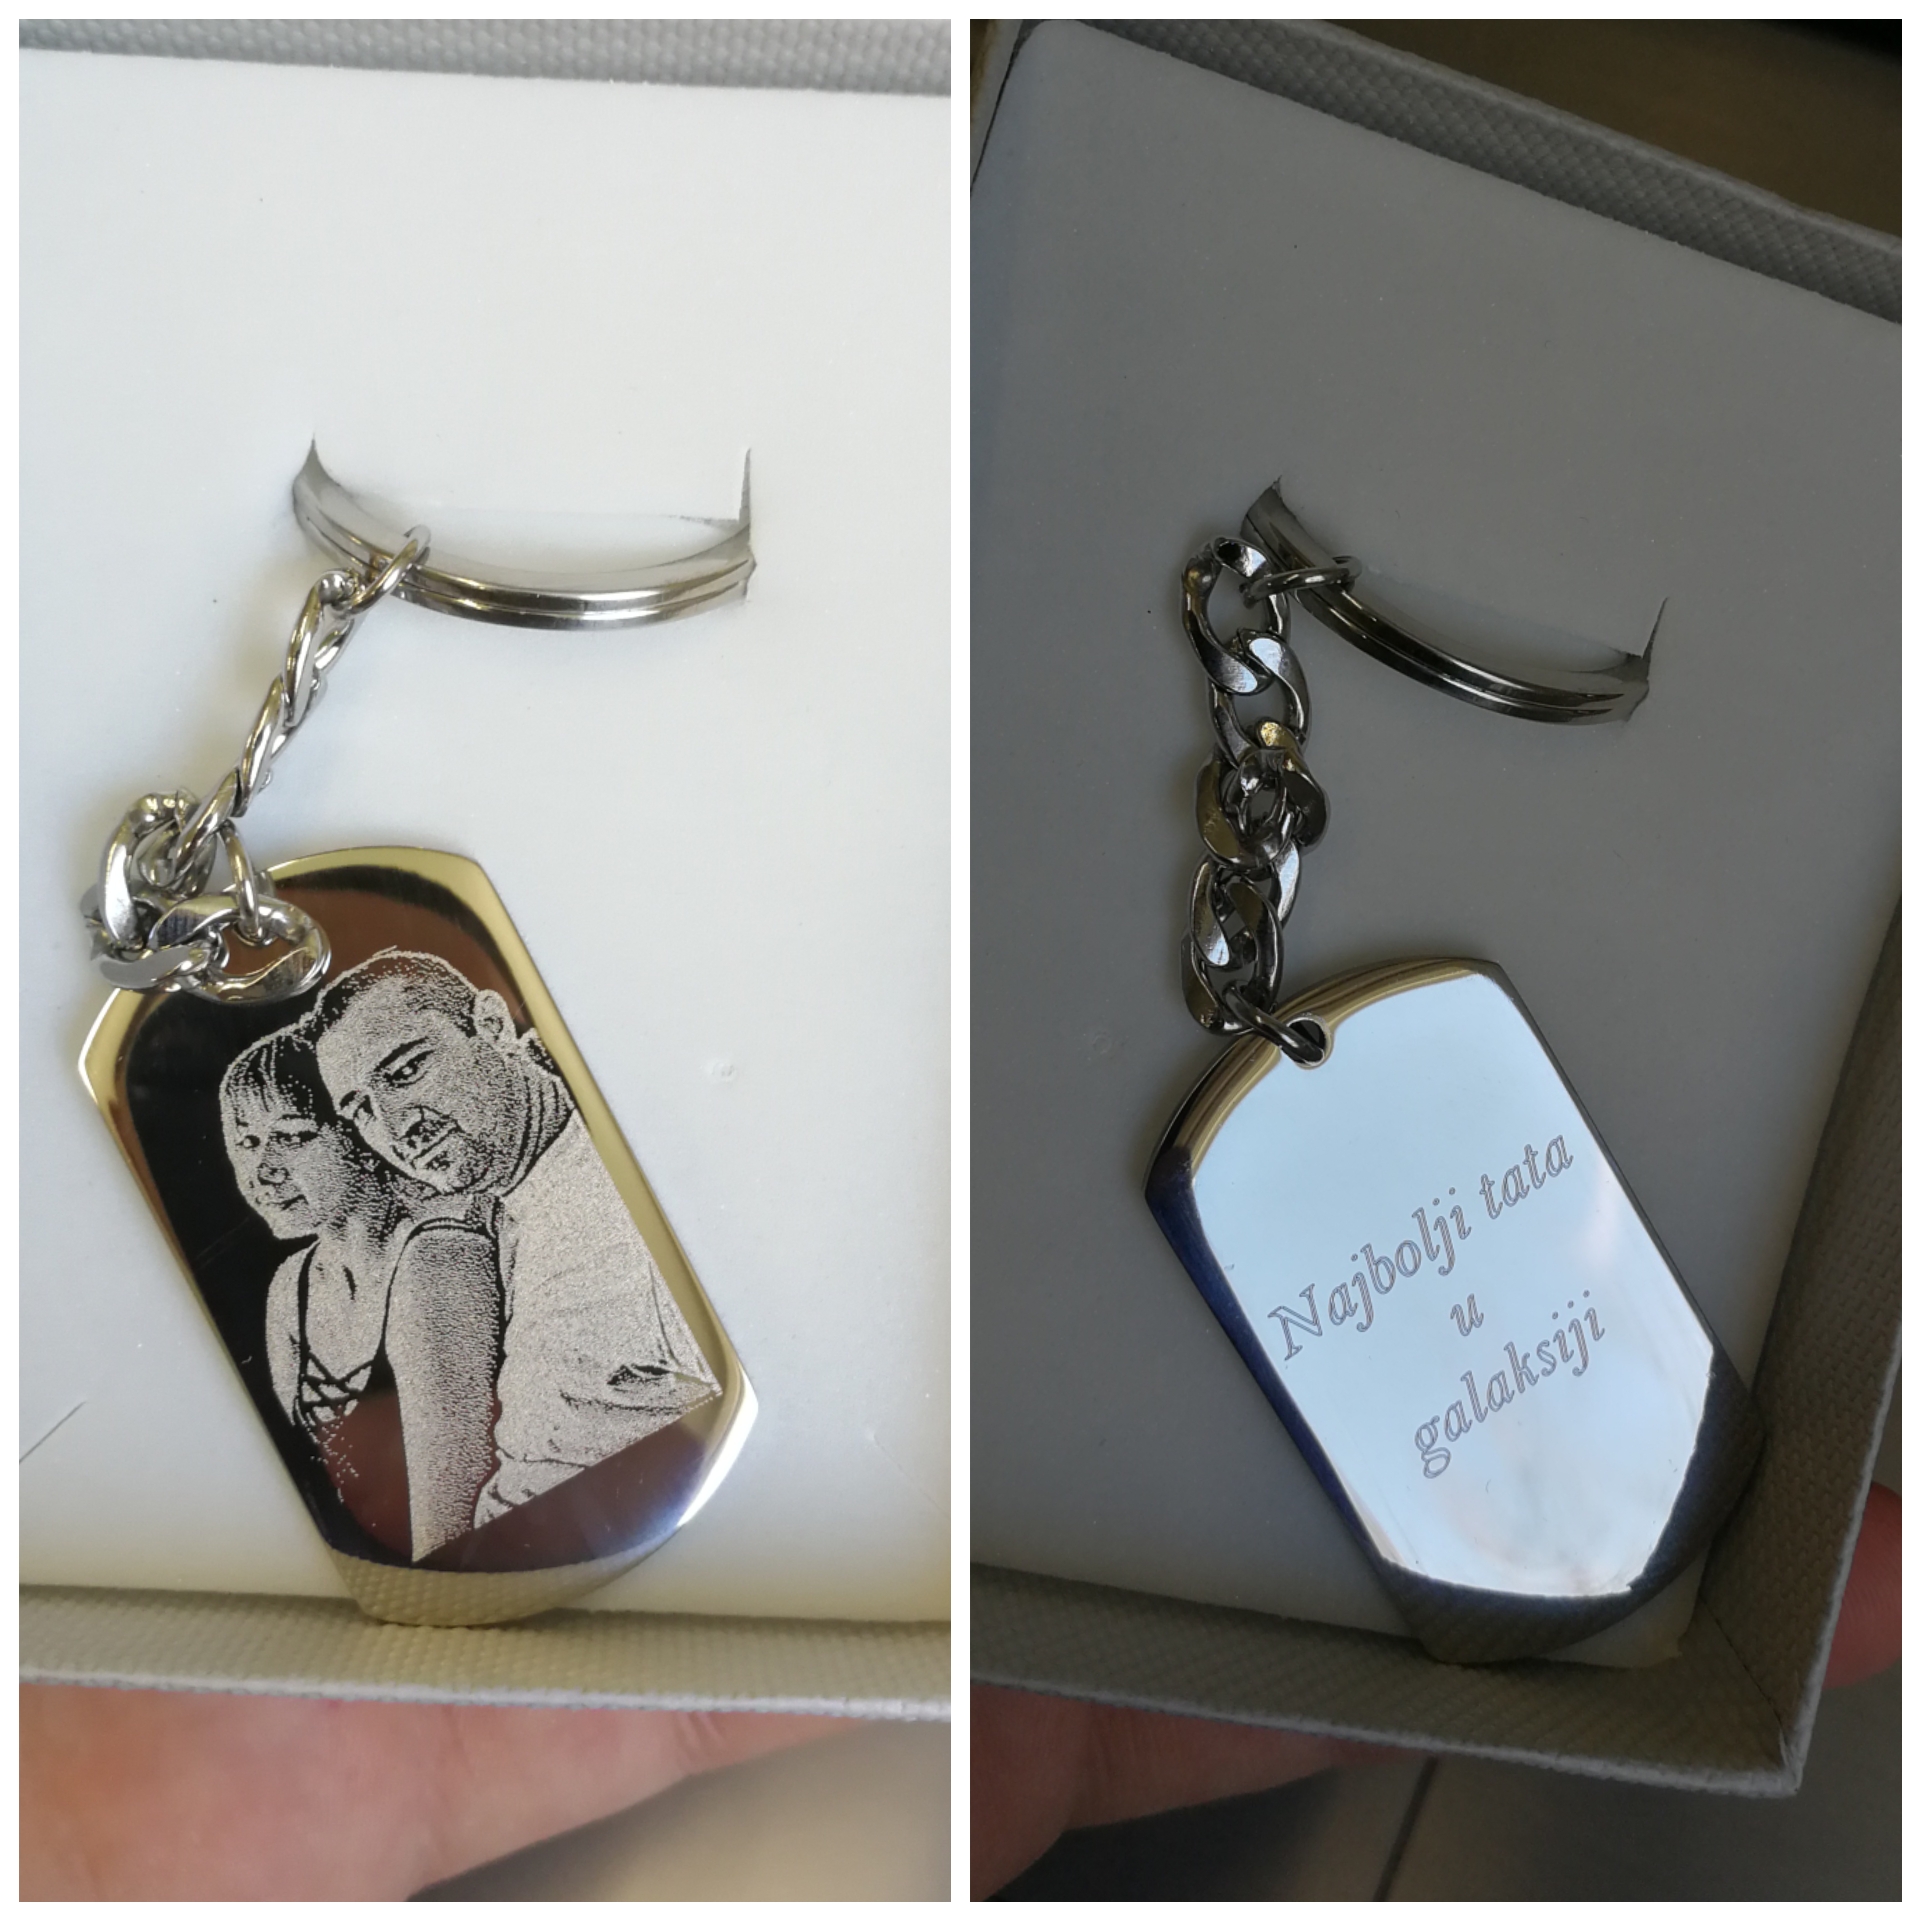 Najbolji tata
u
galaksiji